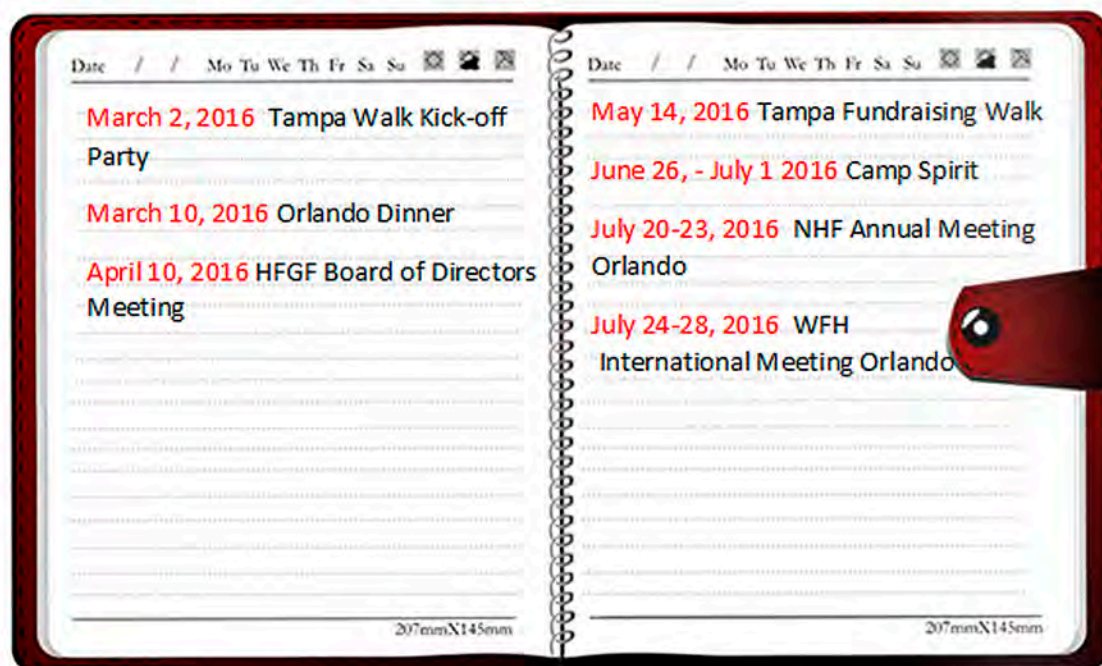 Date / / Mo Tu We Th Fr Sa Su
March 2, 2016 Tampa Walk Kick-off
Party
March 10, 2016 Orlando Dinner
April 10, 2016 HFGF Board of Directors
Meeting
207mmX145mm
Date / / Mo Tu We Th Fr Sa Su
May 14, 2016 Tampa Fundraising Walk
June 26, - July 1 2016 Camp Spirit
July 20-23, 2016 NHF Annual Meeting
Orlando
July 24-28, 2016 WFH
International Meeting Orlando
207mmX145mm